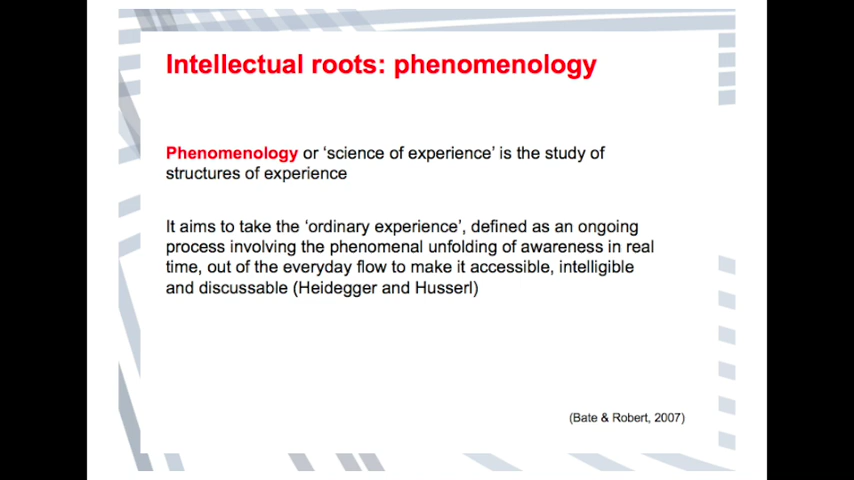 Intellectual roots: phenomenology
Phenomenology or ‘science of experience’ is the study of
structures of experience
It aims to take the ‘ordinary experience’, defined as an ongoing
process involving the phenomenal unfolding of awareness in real
time, out of the everyday flow to make it accessible, intelligible
and discussable (Heidegger and Husserl)
(Bate & Robert, 2007)